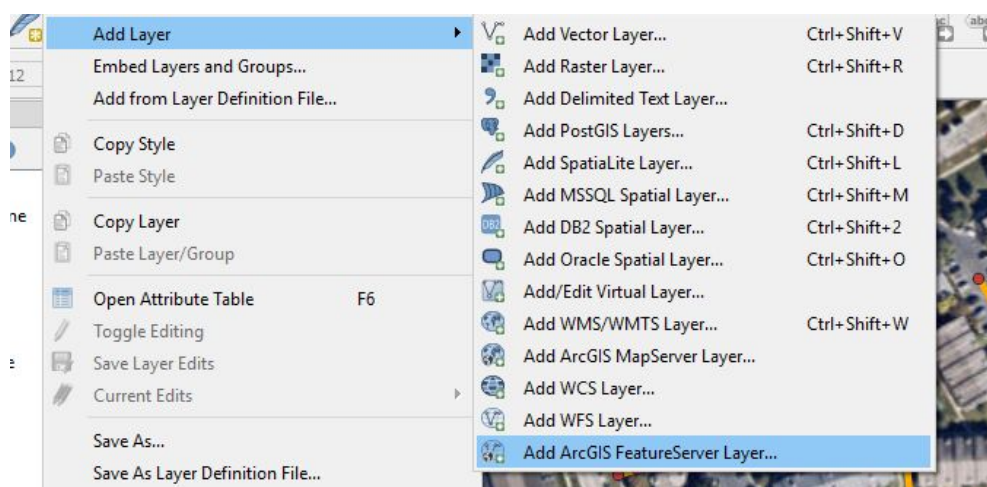 Add Layer
Embed Layers and Groups...
Add from Layer Definition File...
Copy Style
Paste Style
Copy Layer
Paste Layer/Group
Open Attribute Table F6
Toggle Editing
Save Layer Edits
Current Edits
Save As...
Save As Layer Definition File...
12
Add Vector Layer... Ctrl+Shift+V
Add Raster Layer... Ctrl+Shift+R
Add Delimited Text Layer...
Add PostGIS Layers... Ctrl+Shift+D
Add SpatiaLite Layer... Ctrl+Shift+L
Add MSSQL Spatial Layer... Ctrl+Shift+M
DB2 Add DB2 Spatial Layer... Ctrl+Shift+2
Add Oracle Spatial Layer... Ctrl+Shift+O
Add/Edit Virtual Layer...
Add WMS/WMTS Layer... Ctrl+Shift+W
Add ArcGIS MapServer Layer...
Add WCS Layer...
Add WFS Layer...
Add ArcGIS FeatureServer Layer...